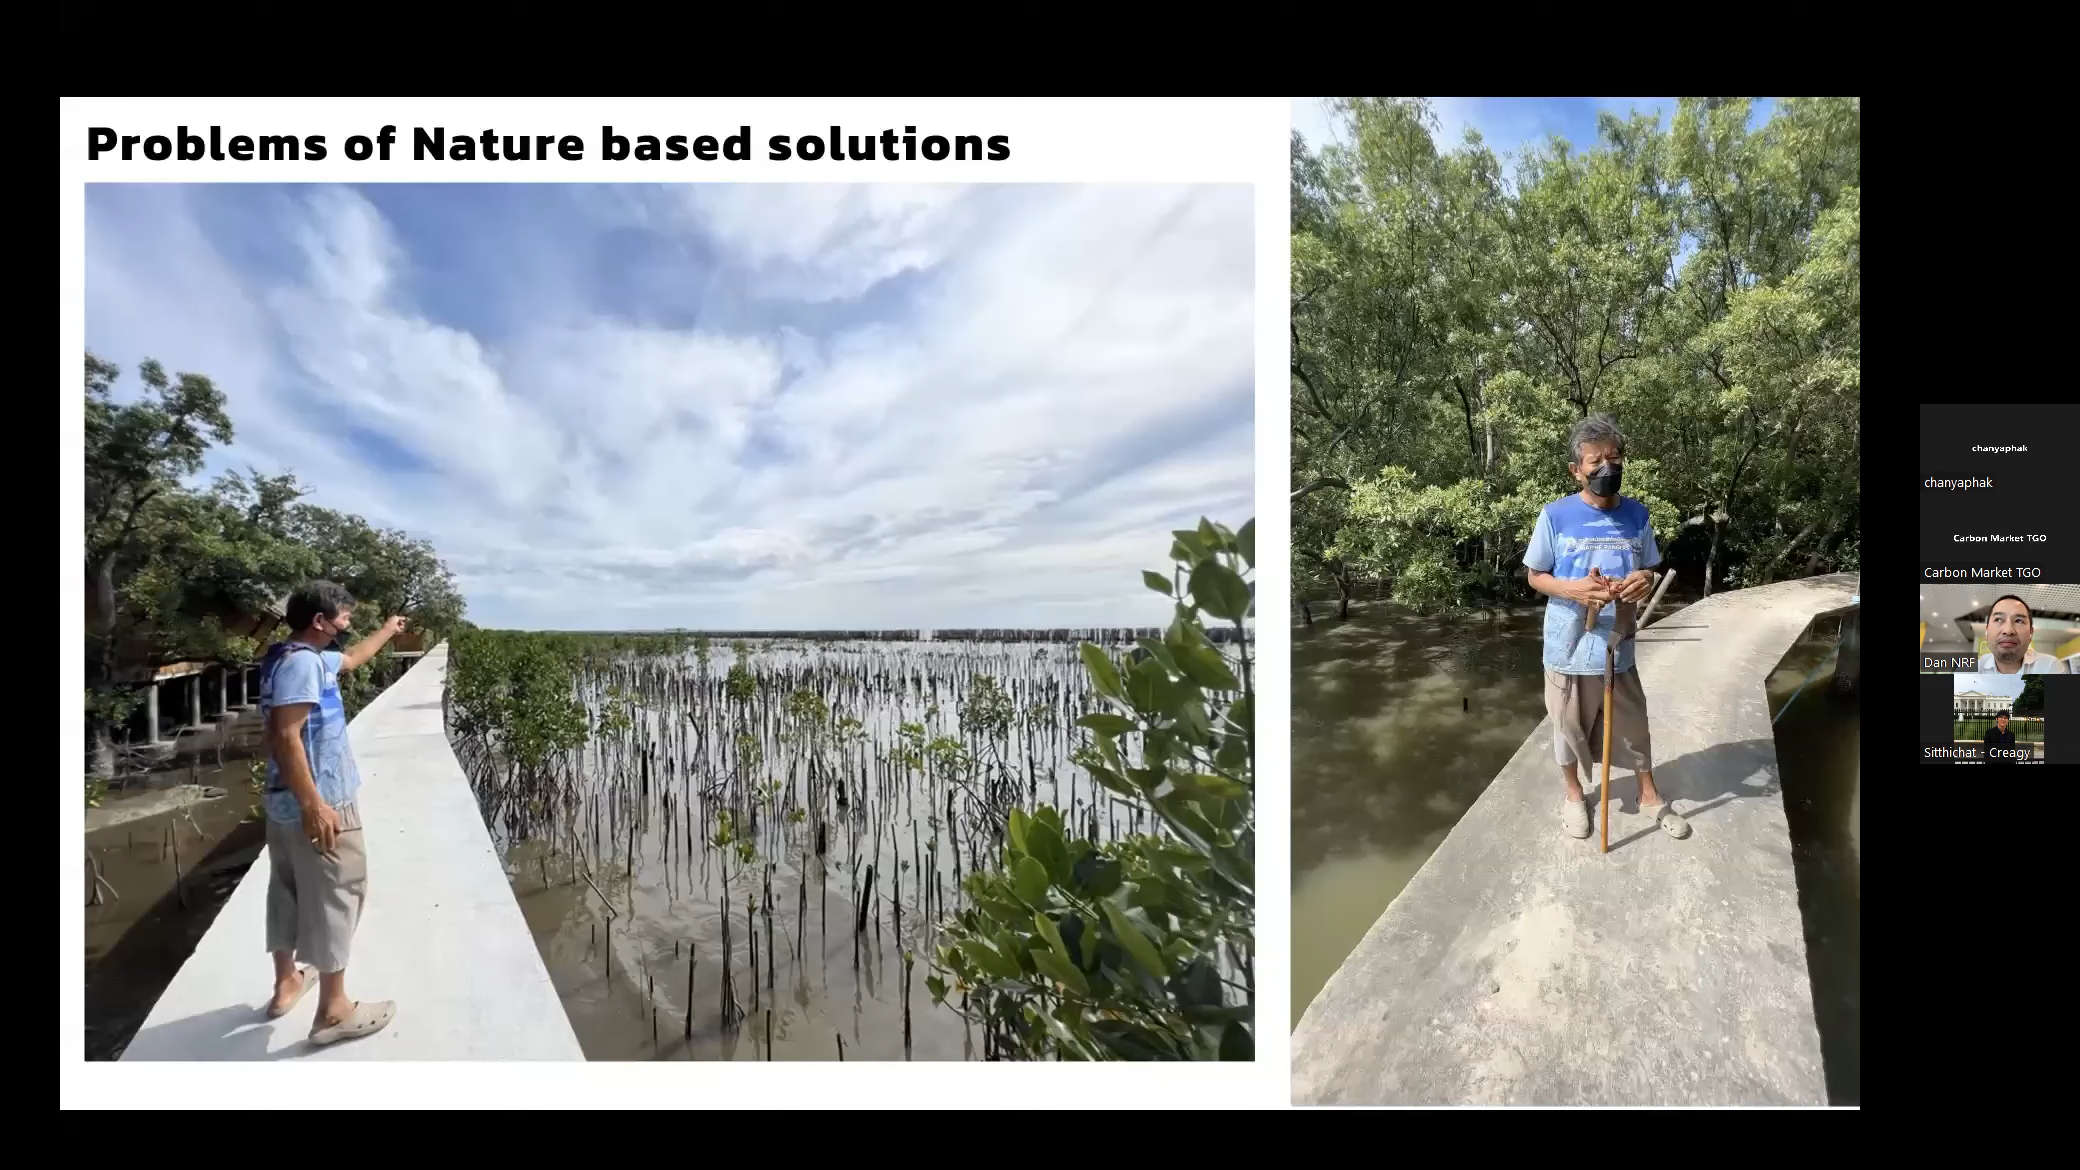 Problems of Nature based solutions
chanyaphak
chanyaphak
Carbon Market TGO
Carbon Market TGO
Dan NRF
Sitthichat - Creagy